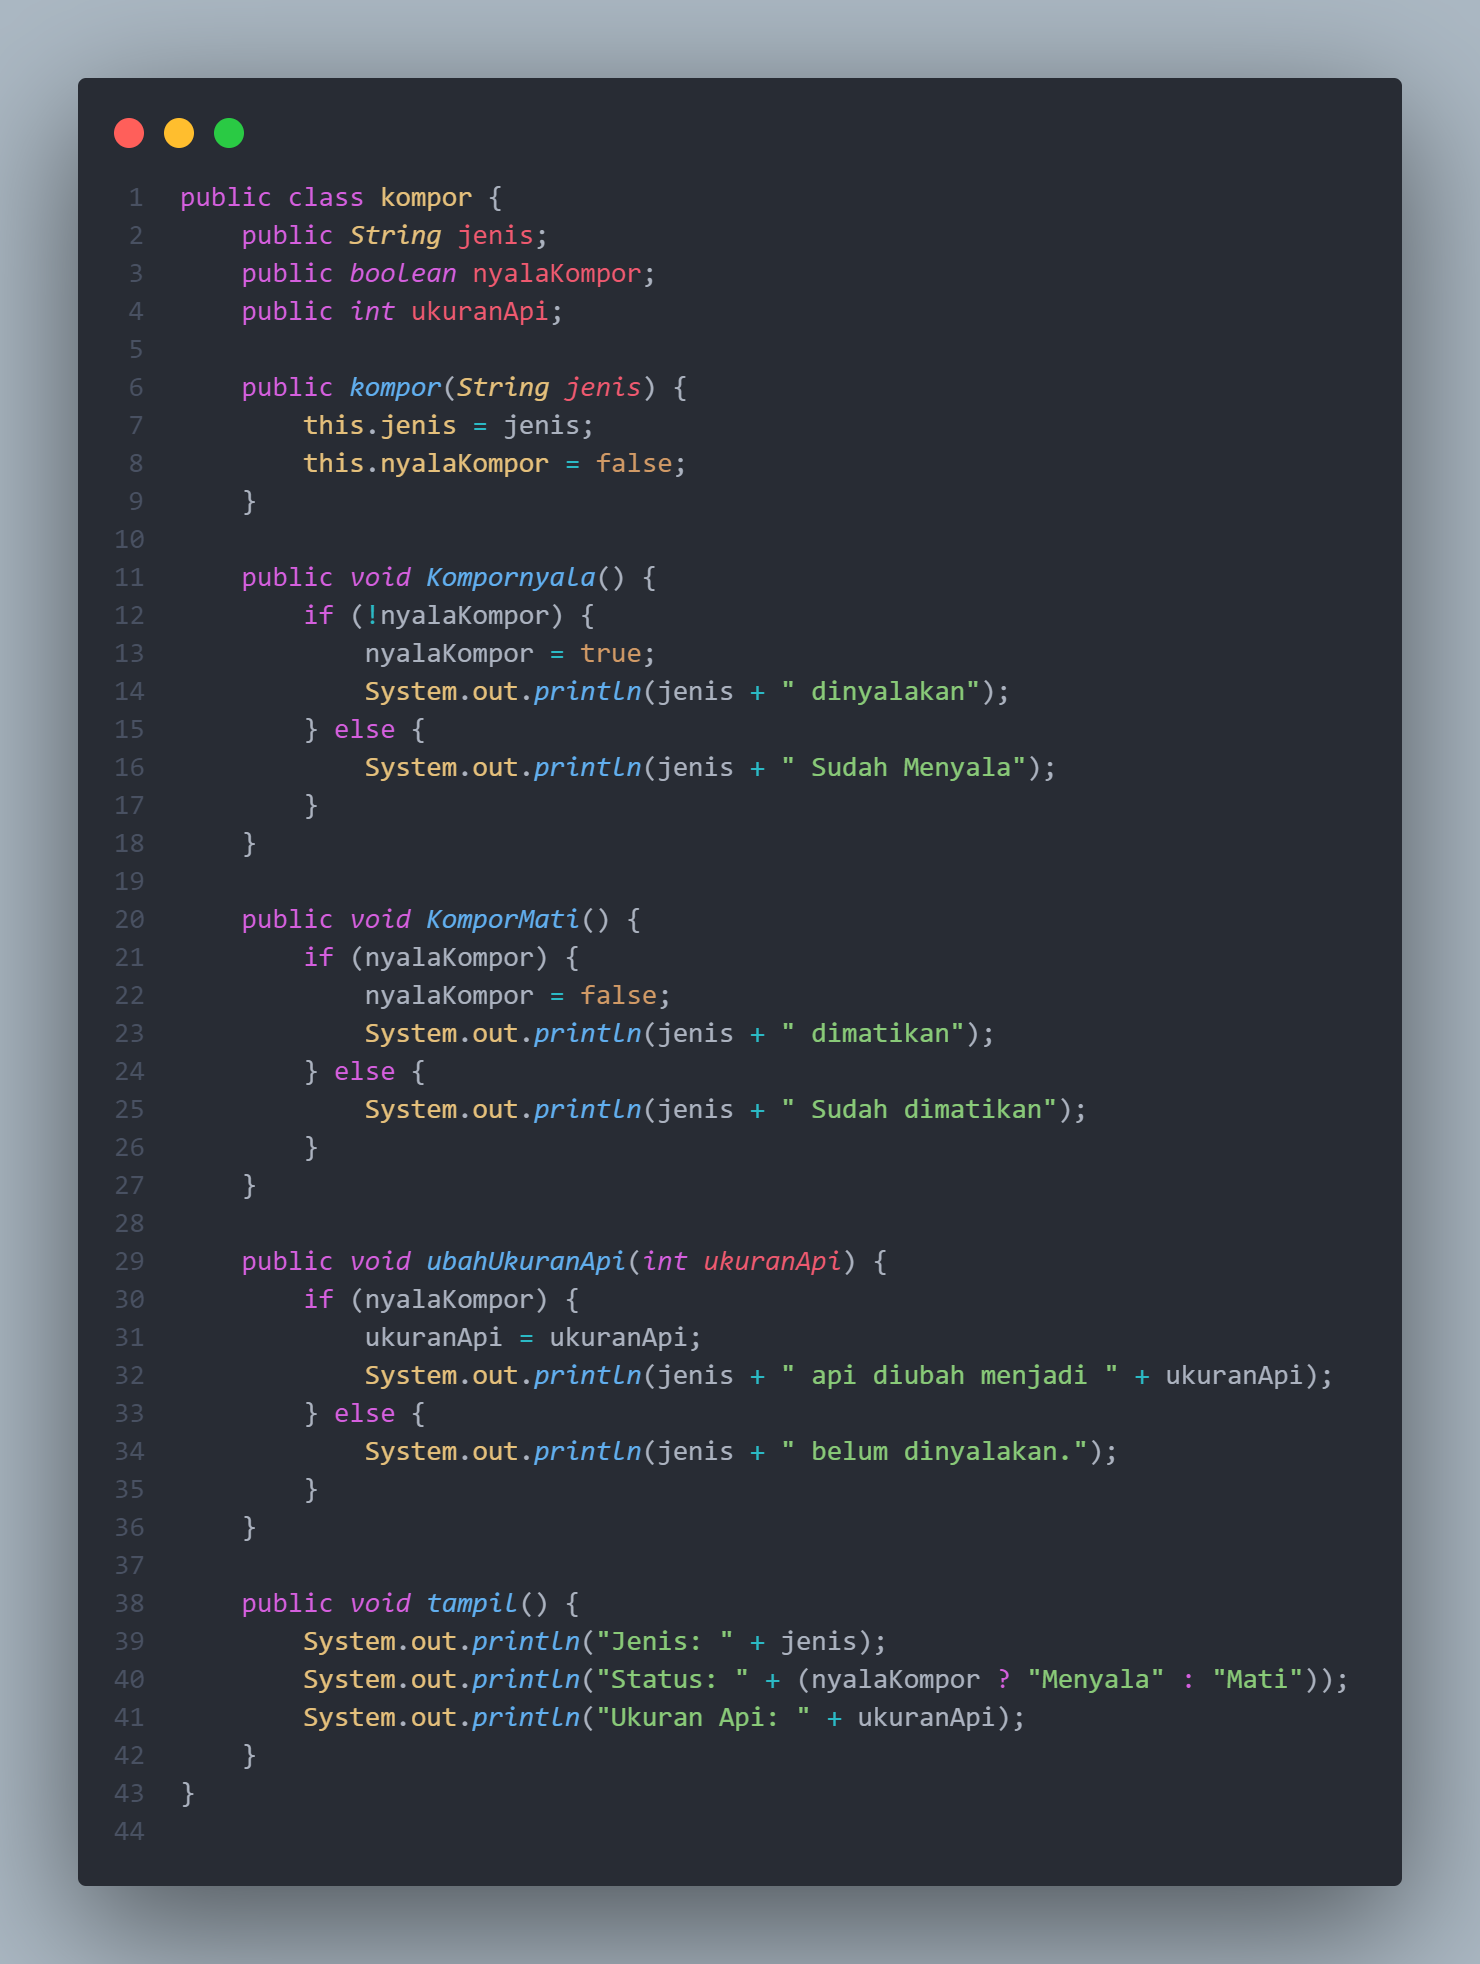 1 public class kompor {
2     public String jenis;
3     public boolean nyalaKompor;
4     public int ukuranApi;
5
6     public kompor(String jenis) {
7         this.jenis = jenis;
8         this.nyalaKompor = false;
9     }
10
11     public void Kompornyala() {
12         if (!nyalaKompor) {
13             nyalaKompor = true;
14             System.out.println(jenis + " dinyalakan");
15         } else {
16             System.out.println(jenis + " Sudah Menyala");
17         }
18     }
19
20     public void KomporMati() {
21         if (nyalaKompor) {
22             nyalaKompor = false;
23             System.out.println(jenis + " dimatikan");
24         } else {
25             System.out.println(jenis + " Sudah dimatikan");
26         }
27     }
28
29     public void ubahUkuranApi(int ukuranApi) {
30         if (nyalaKompor) {
31             ukuranApi = ukuranApi;
32             System.out.println(jenis + " api diubah menjadi " + ukuranApi);
33         } else {
34             System.out.println(jenis + " belum dinyalakan.");
35         }
36     }
37
38     public void tampil() {
39         System.out.println("Jenis: " + jenis);
40         System.out.println("Status: " + (nyalaKompor ? "Menyala" : "Mati"));
41         System.out.println("Ukuran Api: " + ukuranApi);
42     }
43 }
44